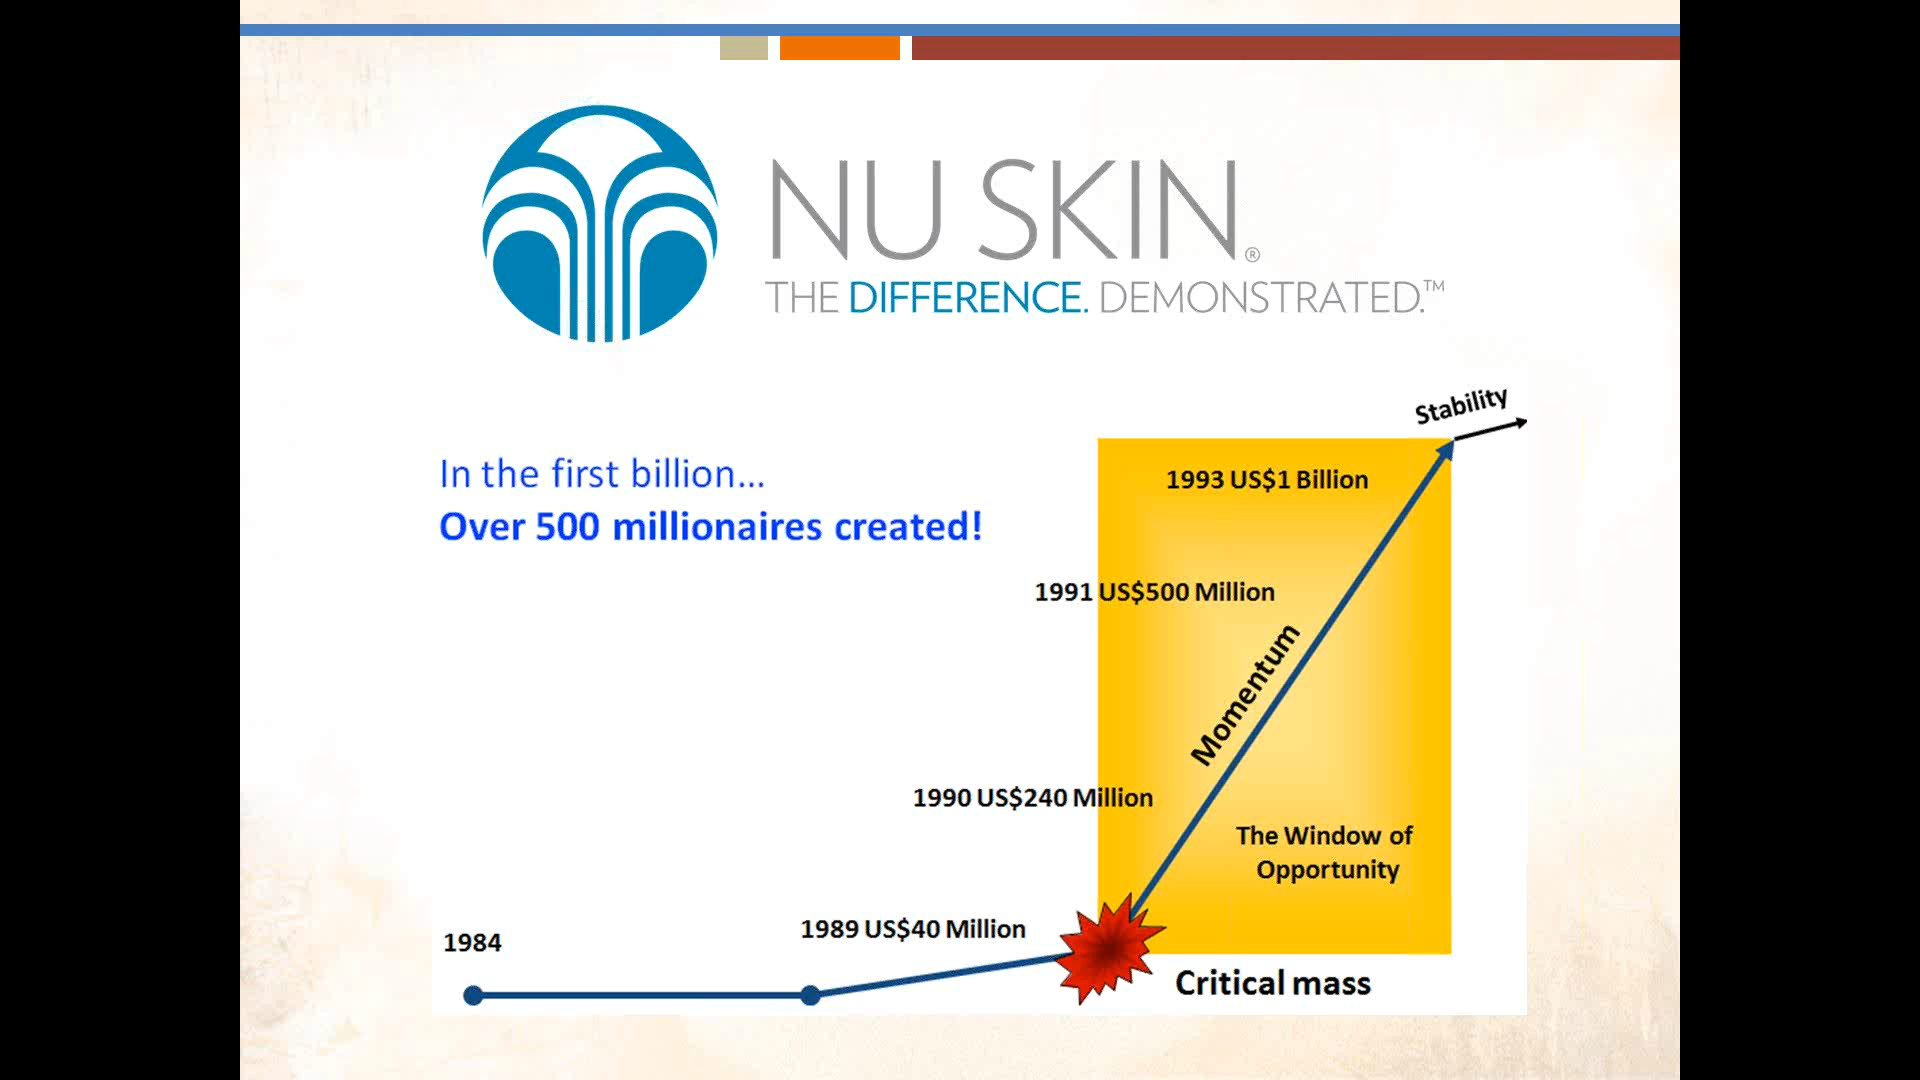 NU SKIN®
THE DIFFERENCE. DEMONSTRATED.™
Stability
In the first billion...
Over 500 millionaires created!
1993 US$1 Billion
1991 US$500 Million
Momentum
1990 US$240 Million
The Window of
Opportunity
1989 US$40 Million
1984
Critical mass